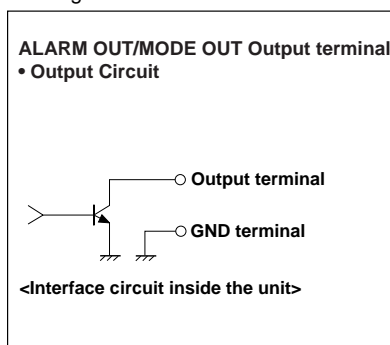 ALARM OUT/MODE OUT Output terminal
• Output Circuit
Output terminal
GND terminal
<Interface circuit inside the unit>